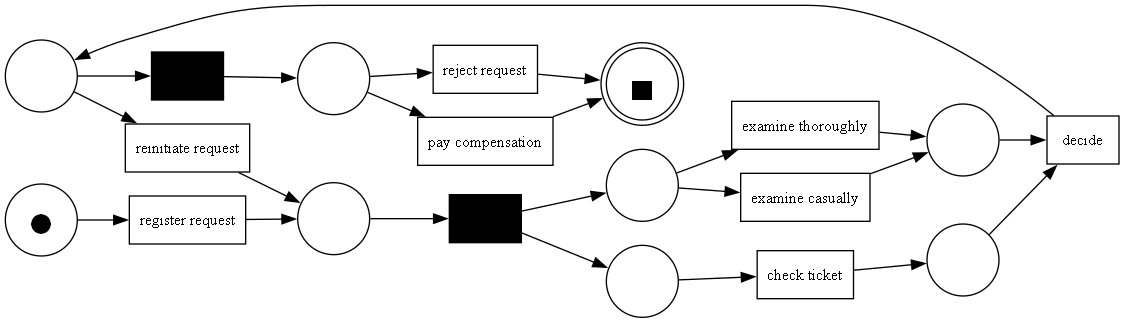 reject request
examine thoroughly
pay compensation
decide
reinitiate request
examine casually
register request
check ticket